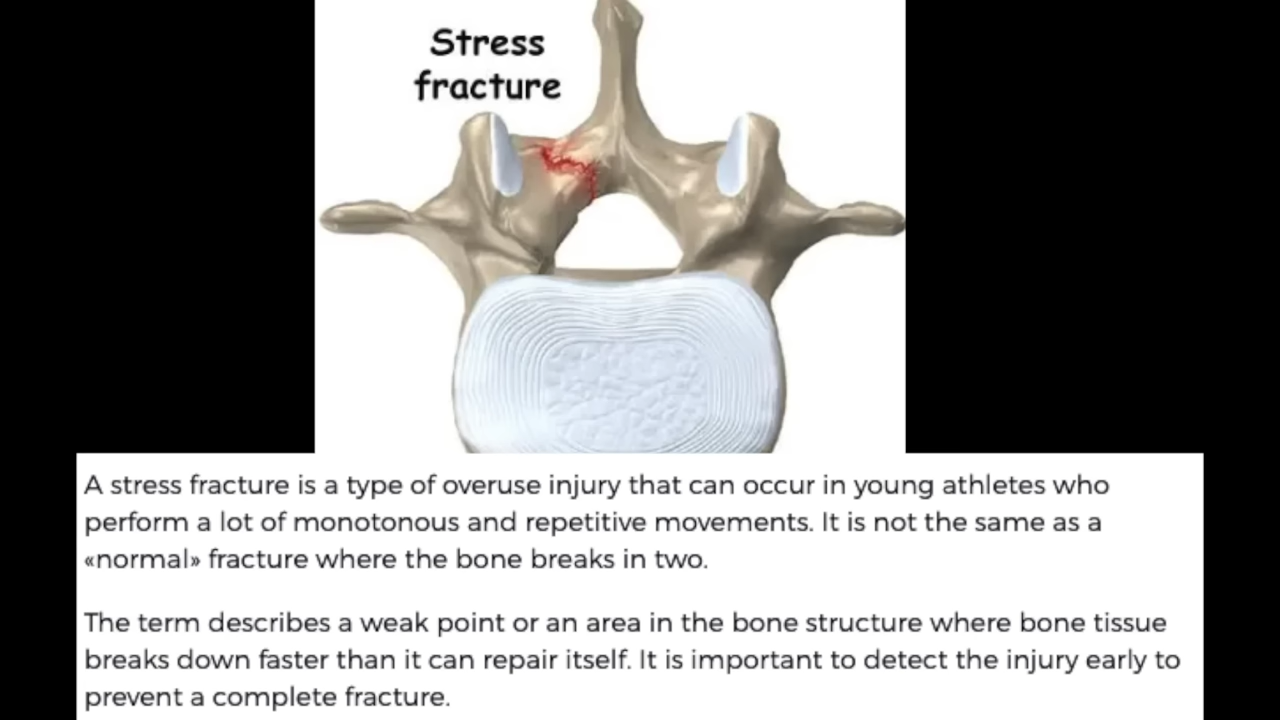 Stress
fracture
A stress fracture is a type of overuse injury that can occur in young athletes who
perform a lot of monotonous and repetitive movements. It is not the same as a
«normal» fracture where the bone breaks in two.
The term describes a weak point or an area in the bone structure where bone tissue
breaks down faster than it can repair itself. It is important to detect the injury early to
prevent a complete fracture.